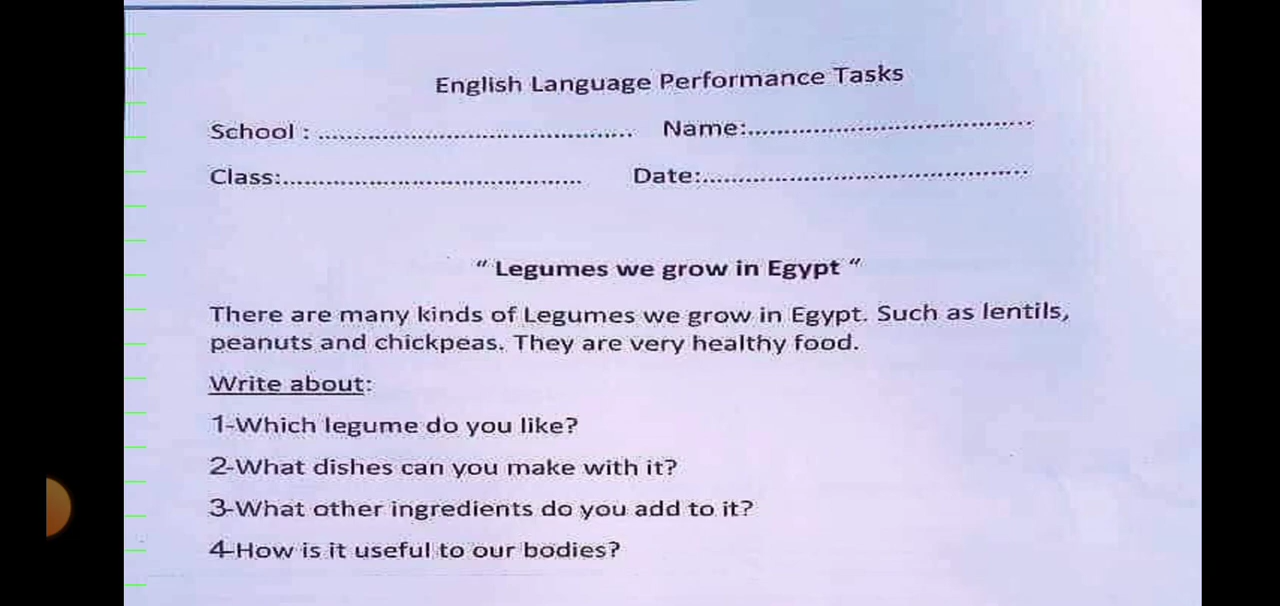 English Language Performance Tasks
School : ............................................ Name:.......................................
Class:.......................................... Date:.............................................
“ Legumes we grow in Egypt “
There are many kinds of Legumes we grow in Egypt. Such as lentils,
peanuts and chickpeas. They are very healthy food.
Write about:
1-Which legume do you like?
2-What dishes can you make with it?
3-What other ingredients do you add to it?
4-How is it useful to our bodies?